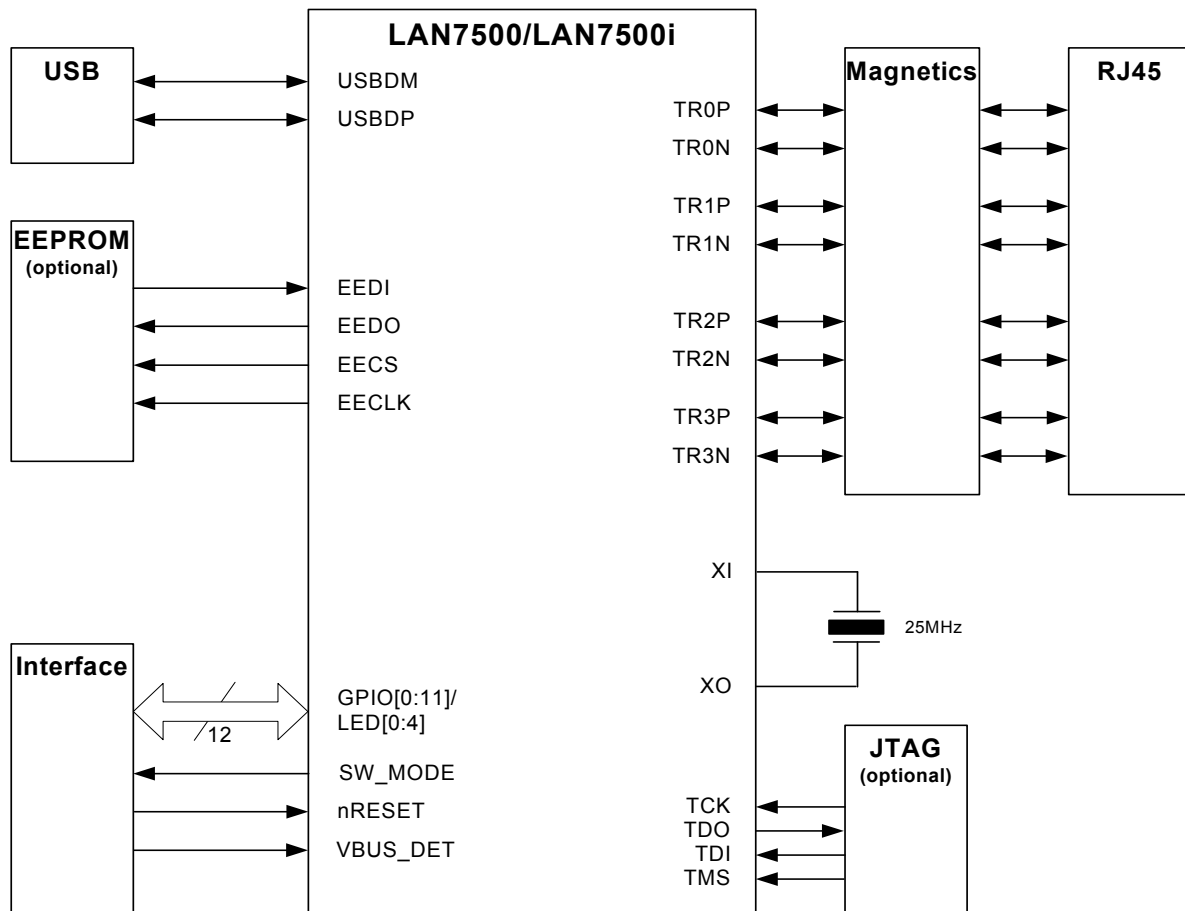 LAN7500/LAN7500i
USB
USBDM
USBDP
EEPROM
(optional)
EEDI
EEDO
EECS
EECLK
Interface
12
GPIO[0:11]/
LED[0:4]
SW_MODE
nRESET
VBUS_DET
TR0P
TR0N
TR1P
TR1N
TR2P
TR2N
TR3P
TR3N
Magnetics
RJ45
XI
25MHz
XO
JTAG
(optional)
TCK
TDO
TDI
TMS